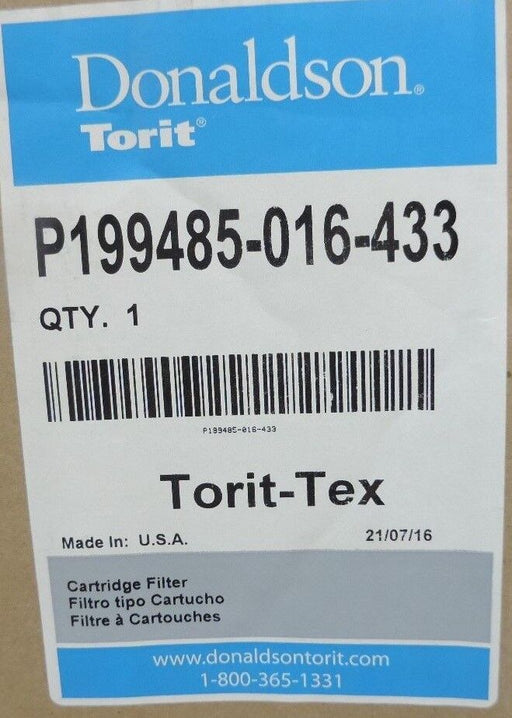 Donaldson®
Torit®
P199485-016-433
QTY. 1
P199485-016-433
Torit-Tex
Made In: U.S.A. 21/07/16
Cartridge Filter
Filtro tipo Cartucho
Filtre à Cartouches
www.donaldsontorit.com
1-800-365-1331